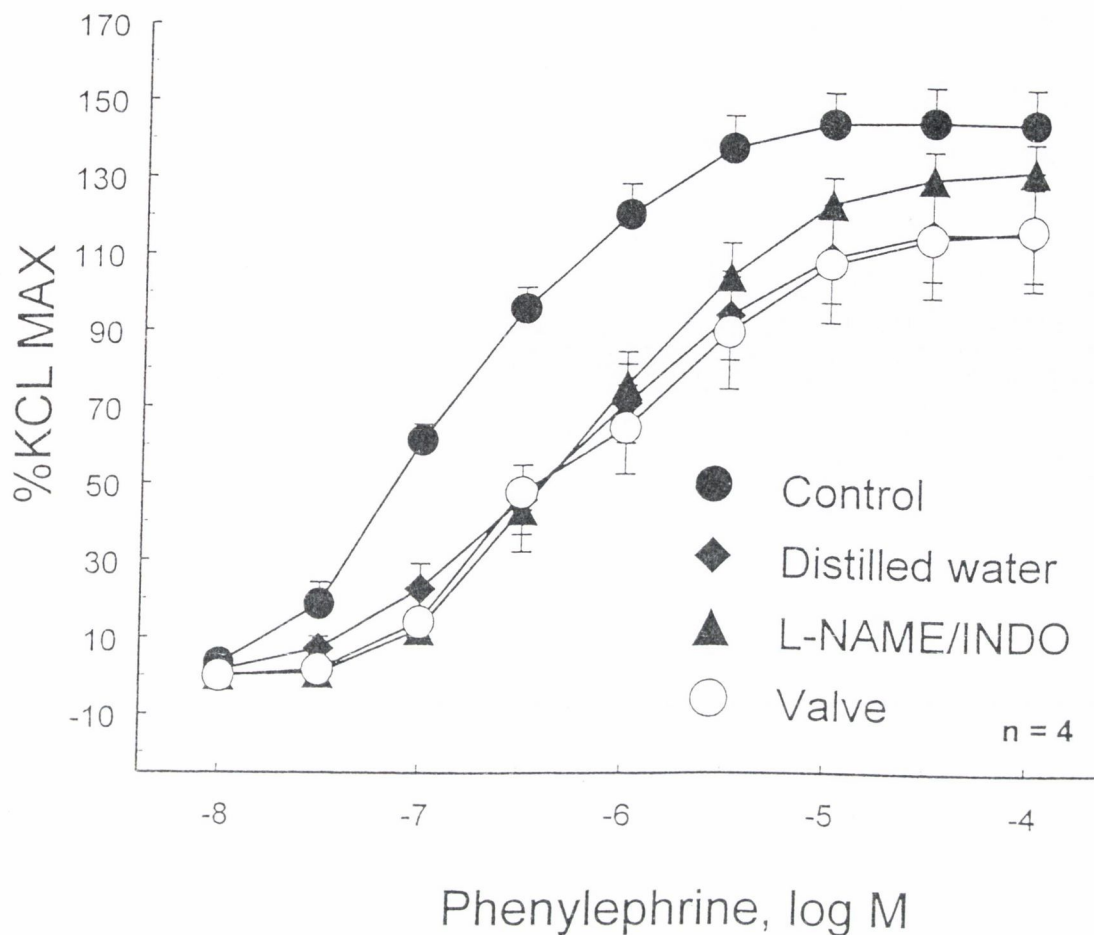 170
150
130
110
90
70
50
30
10
-10
%KCL MAX
Control
Distilled water
L-NAME/INDO
Valve
n = 4
-8 -7 -6 -5 -4
Phenylephrine, log M